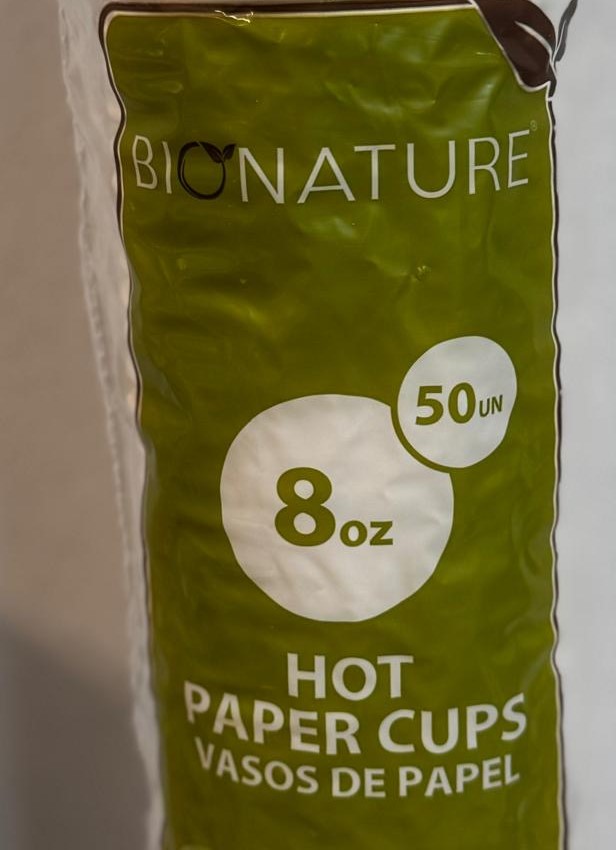 BIONATURE®
50UN
8oz
HOT
PAPER CUPS
VASOS DE PAPEL